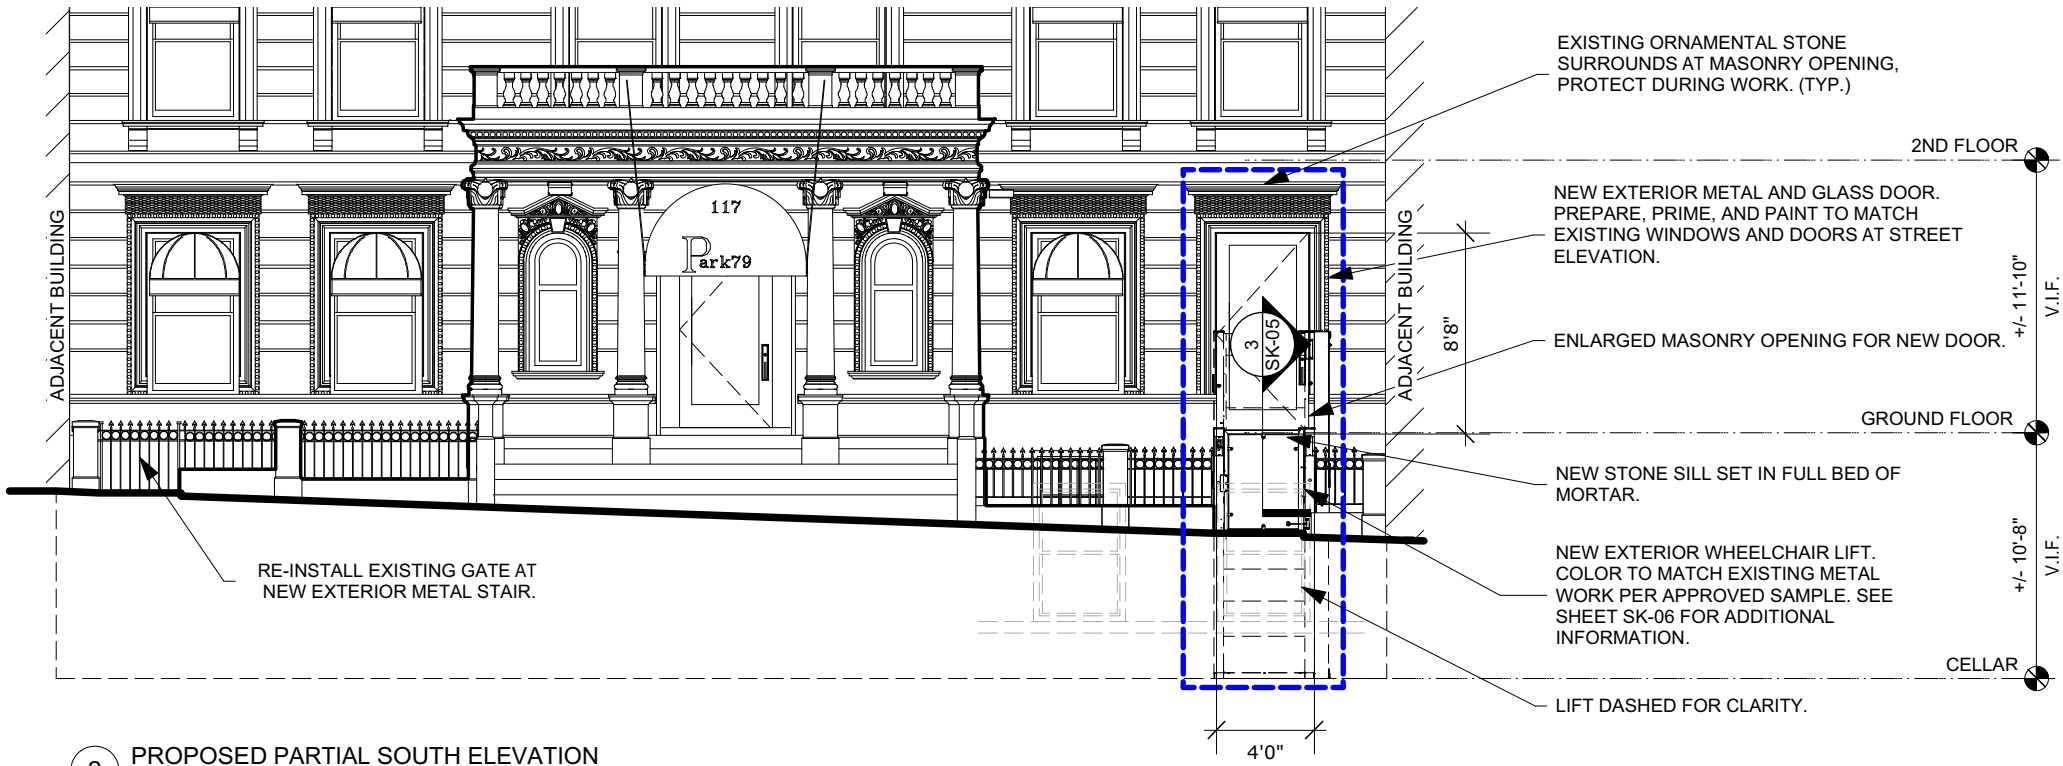 EXISTING ORNAMENTAL STONE
SURROUNDS AT MASONRY OPENING,
PROTECT DURING WORK. (TYP.)
2ND FLOOR
NEW EXTERIOR METAL AND GLASS DOOR.
PREPARE, PRIME, AND PAINT TO MATCH
EXISTING WINDOWS AND DOORS AT STREET
ELEVATION.
ADJACENT BUILDING
117
Park79
ADJACENT BUILDING
8'8"
+/- 11'-10"
V.I.F.
3
SK-05
ENLARGED MASONRY OPENING FOR NEW DOOR.
GROUND FLOOR
NEW STONE SILL SET IN FULL BED OF
MORTAR.
RE-INSTALL EXISTING GATE AT
NEW EXTERIOR METAL STAIR.
NEW EXTERIOR WHEELCHAIR LIFT.
COLOR TO MATCH EXISTING METAL
WORK PER APPROVED SAMPLE. SEE
SHEET SK-06 FOR ADDITIONAL
INFORMATION.
+/- 10'-8"
V.I.F.
CELLAR
LIFT DASHED FOR CLARITY.
4'0"
PROPOSED PARTIAL SOUTH ELEVATION